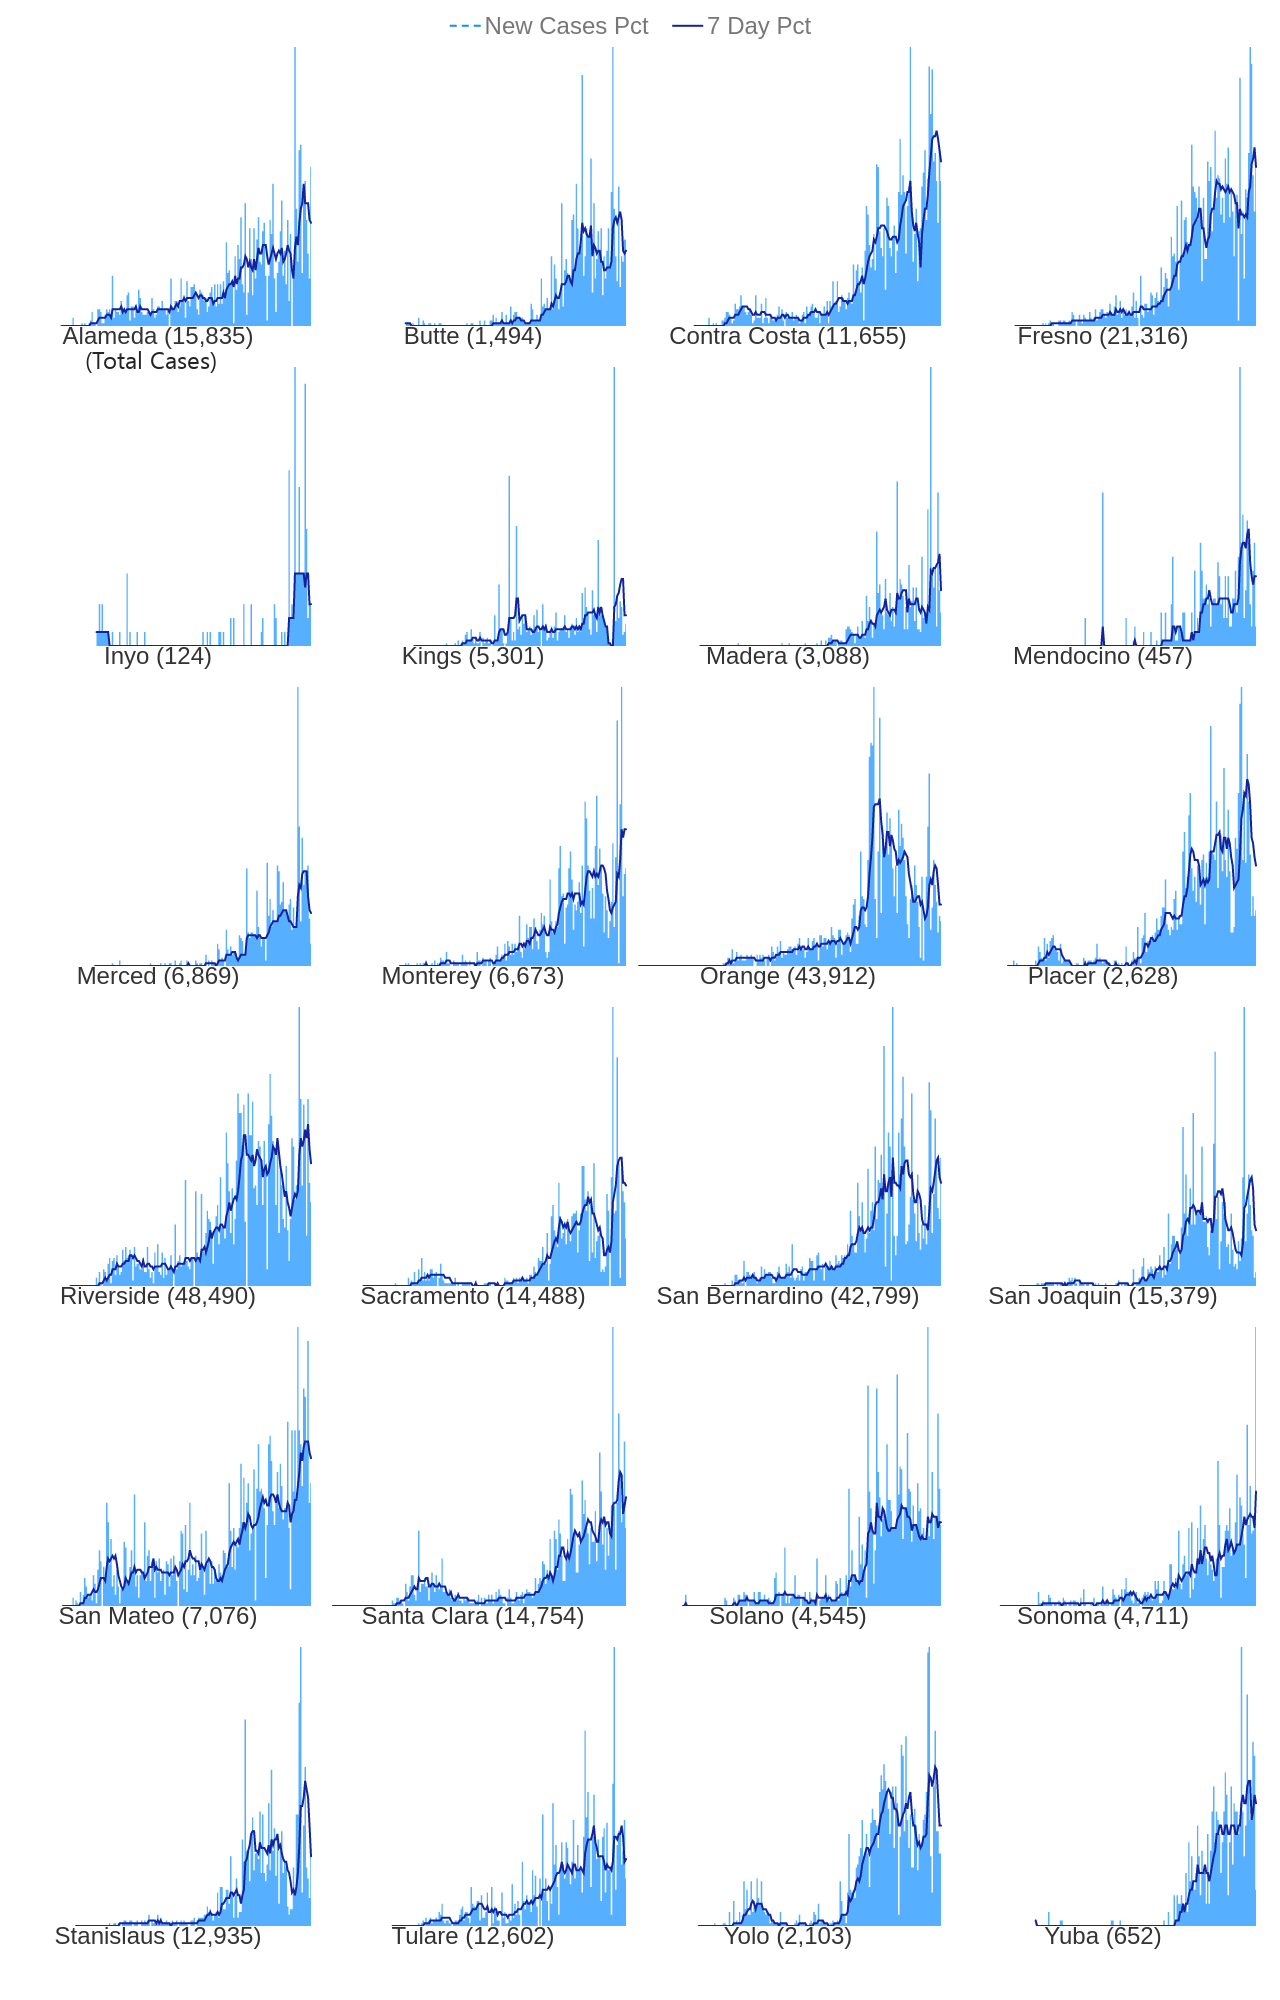 New Cases Pct 7 Day Pct
Alameda (15,835) Butte (1,494) Contra Costa (11,655) Fresno (21,316)
(Total Cases)
Inyo (124) Kings (5,301) Madera (3,088) Mendocino (457)
Merced (6,869) Monterey (6,673) Orange (43,912) Placer (2,628)
Riverside (48,490) Sacramento (14,488) San Bernardino (42,799) San Joaquin (15,379)
San Mateo (7,076) Santa Clara (14,754) Solano (4,545) Sonoma (4,711)
Stanislaus (12,935) Tulare (12,602) Yolo (2,103) Yuba (652)